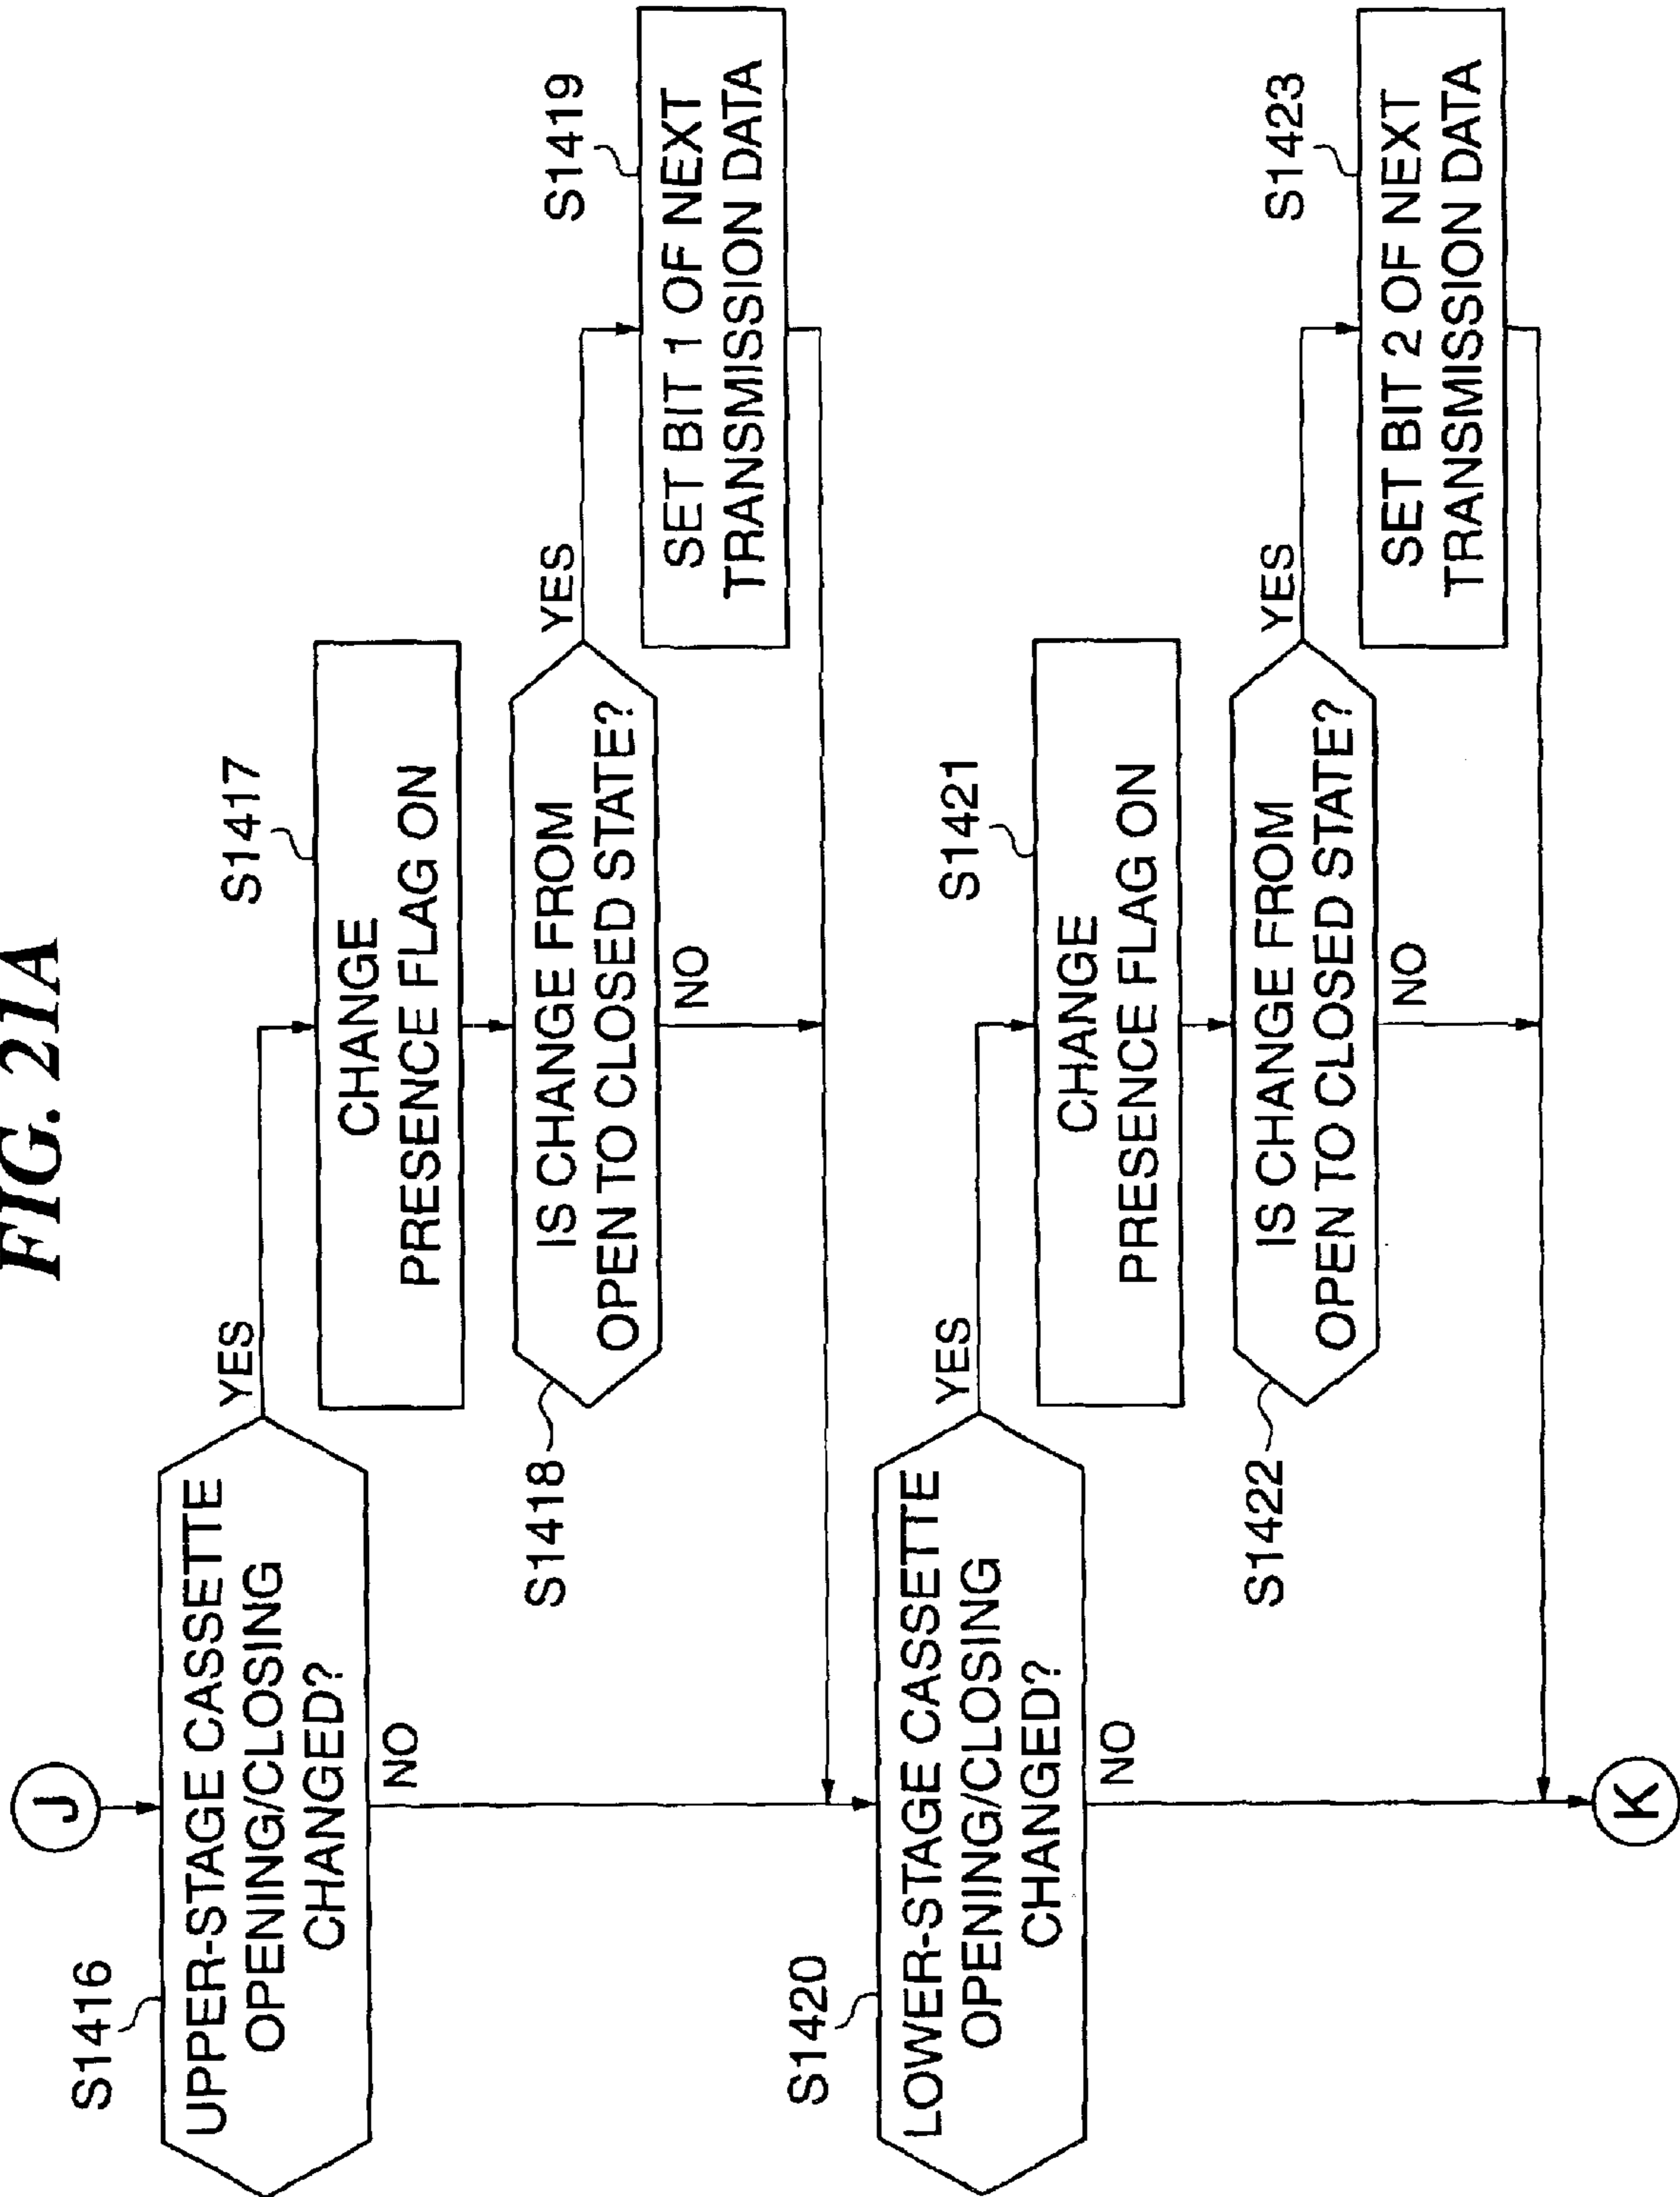 FIG. 21A
J
S1416
UPPER-STAGE CASSETTE
OPENING/CLOSING
CHANGED?
YES
NO
S1417
CHANGE
PRESENCE FLAG ON
S1418
IS CHANGE FROM
OPEN TO CLOSED STATE?
YES
NO
S1419
SET BIT 1 OF NEXT
TRANSMISSION DATA
S1420
LOWER-STAGE CASSETTE
OPENING/CLOSING
CHANGED?
YES
NO
S1421
CHANGE
PRESENCE FLAG ON
S1422
IS CHANGE FROM
OPEN TO CLOSED STATE?
YES
NO
S1423
SET BIT 2 OF NEXT
TRANSMISSION DATA
K